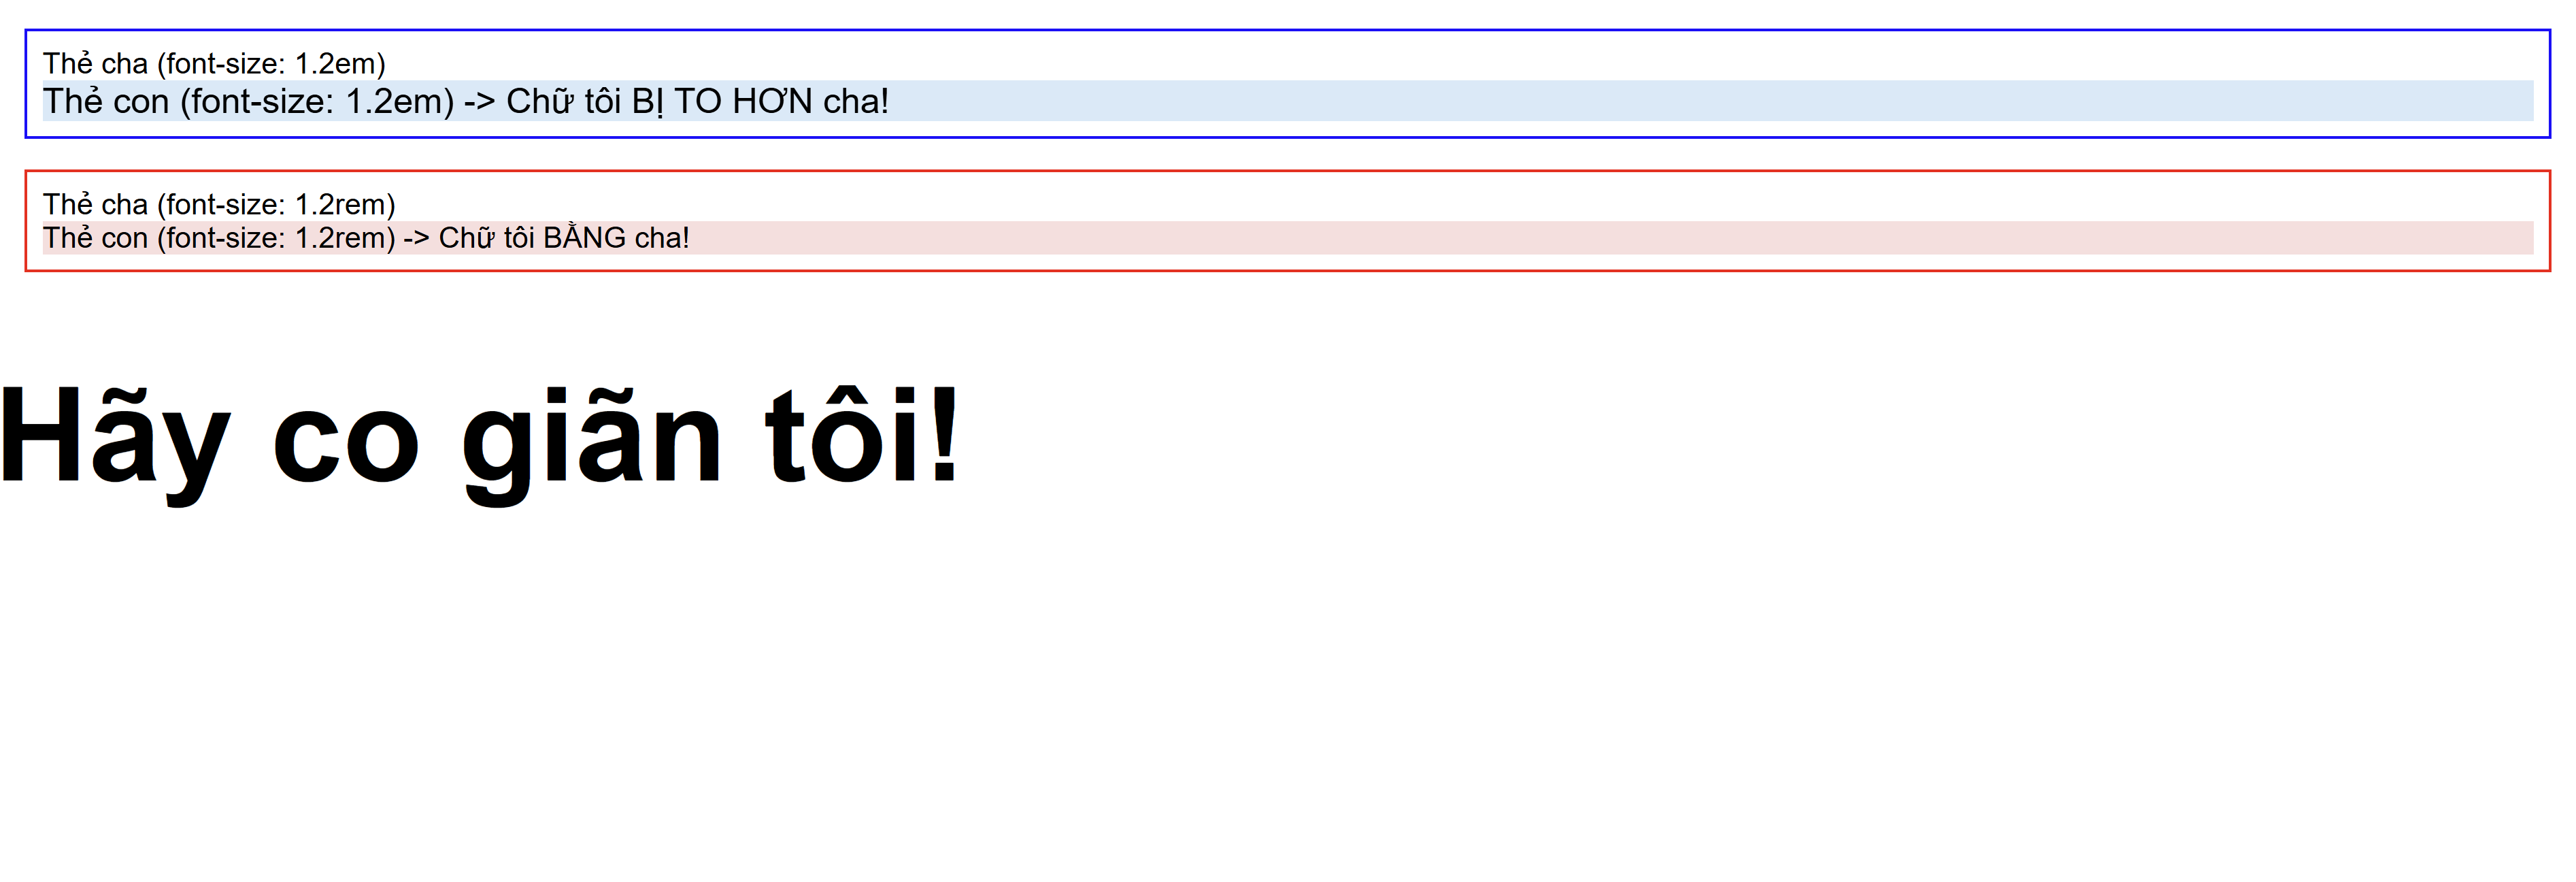 Thẻ cha (font-size: 1.2em)
Thẻ con (font-size: 1.2em) -> Chữ tôi BỊ TO HƠN cha!
Thẻ cha (font-size: 1.2rem)
Thẻ con (font-size: 1.2rem) -> Chữ tôi BẰNG cha!
Hãy co giãn tôi!